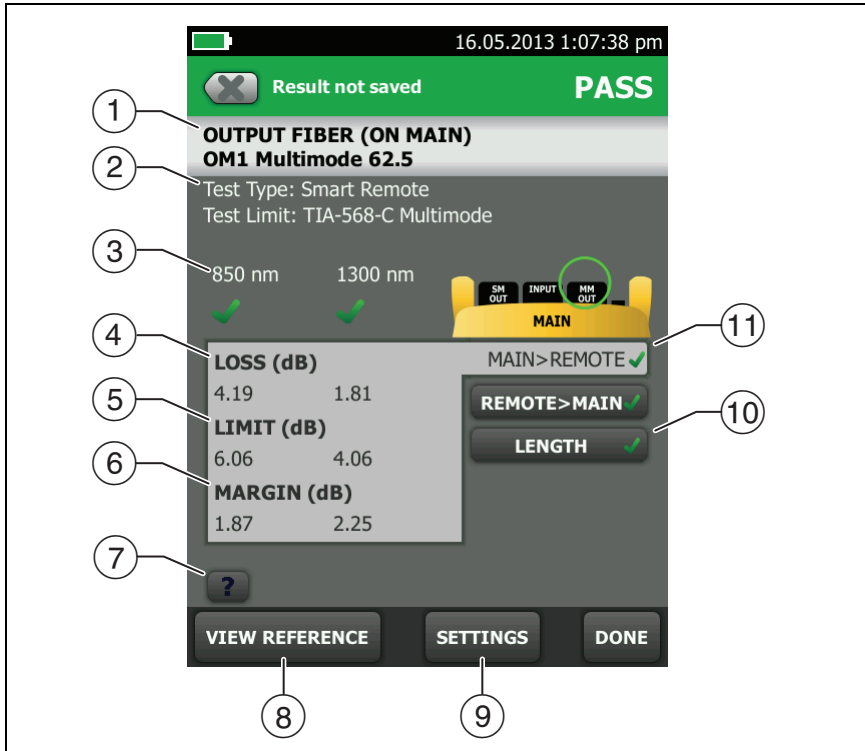 16.05.2013 1:07:38 pm
Result not saved PASS
1
OUTPUT FIBER (ON MAIN)
OM1 Multimode 62.5
2
Test Type: Smart Remote
Test Limit: TIA-568-C Multimode
3
850 nm 1300 nm
SM OUT INPUT MM OUT
MAIN
4
LOSS (dB)
4.19 1.81
5
LIMIT (dB)
6.06 4.06
6
MARGIN (dB)
1.87 2.25
MAIN>REMOTE
11
REMOTE>MAIN
LENGTH
10
7
?
VIEW REFERENCE SETTINGS DONE
8 9